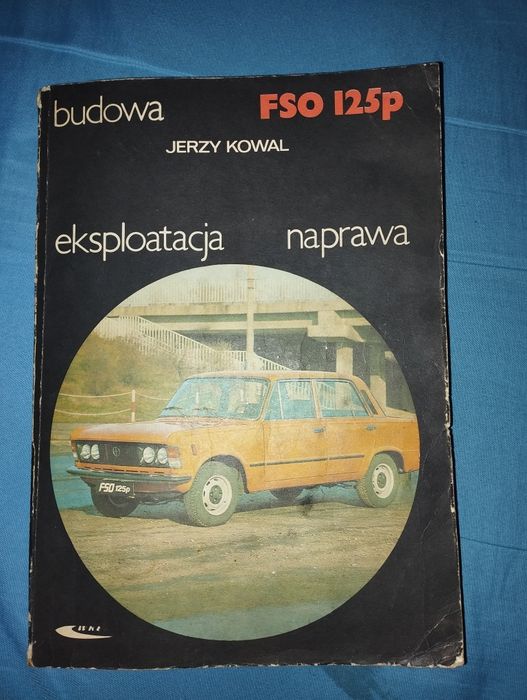 budowa FSO 125p
JERZY KOWAL
eksploatacja naprawa
FSO 125p